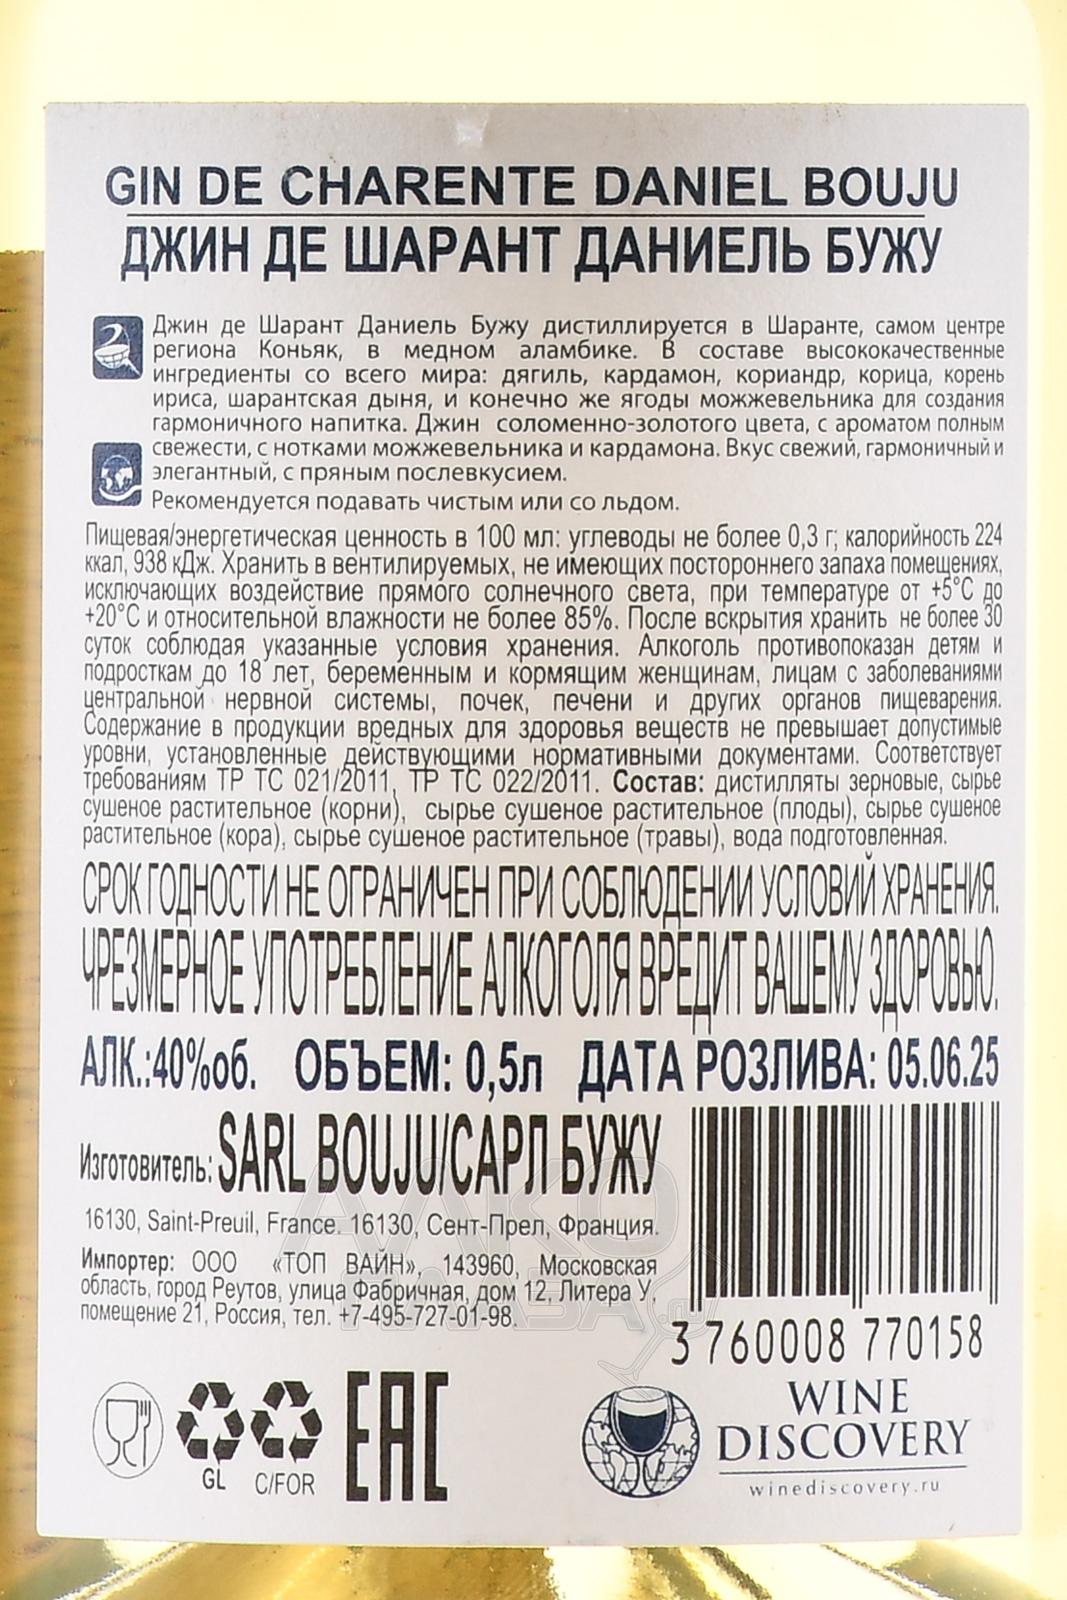 GIN DE CHARENTE DANIEL BOUJU
ДЖИН ДЕ ШАРАНТ ДАНИЕЛЬ БУЖУ
Джин де Шарант Даниель Бужу дистиллируется в Шаранте, самом центре
региона Коньяк, в медном аламбике. В составе высококачественные
ингредиенты со всего мира: дягиль, кардамон, кориандр, корица, корень
ириса, шарантская дыня, и конечно же ягоды можжевельника для создания
гармоничного напитка. Джин соломенно-золотого цвета, с ароматом полным
свежести, с нотками можжевельника и кардамона. Вкус свежий, гармоничный и
элегантный, с пряным послевкусием.
Рекомендуется подавать чистым или со льдом.
Пищевая/энергетическая ценность в 100 мл: углеводы не более 0,3 г; калорийность 224
ккал, 938 кДж. Хранить в вентилируемых, не имеющих постороннего запаха помещениях,
исключающих воздействие прямого солнечного света, при температуре от +5°С до
+20°С и относительной влажности не более 85%. После вскрытия хранить не более 30
суток соблюдая указанные условия хранения. Алкоголь противопоказан детям и
подросткам до 18 лет, беременным и кормящим женщинам, лицам с заболеваниями
центральной нервной системы, почек, печени и других органов пищеварения.
Содержание в продукции вредных для здоровья веществ не превышает допустимые
уровни, установленные действующими нормативными документами. Соответствует
требованиям ТР ТС 021/2011, ТР ТС 022/2011. Состав: дистилляты зерновые, сырье
сушеное растительное (корни), сырье сушеное растительное (плоды), сырье сушеное
растительное (кора), сырье сушеное растительное (травы), вода подготовленная.
СРОК ГОДНОСТИ НЕ ОГРАНИЧЕН ПРИ СОБЛЮДЕНИИ УСЛОВИЙ ХРАНЕНИЯ.
ЧРЕЗМЕРНОЕ УПОТРЕБЛЕНИЕ АЛКОГОЛЯ ВРЕДИТ ВАШЕМУ ЗДОРОВЬЮ.
АЛК.:40%об. ОБЪЕМ: 0,5л ДАТА РОЗЛИВА: 05.06.25
Изготовитель: SARL BOUJU/САРЛ БУЖУ
16130, Saint-Preuil, France. 16130, Сент-Прел, Франция.
Импортер: ООО «ТОП ВАЙН», 143960, Московская
область, город Реутов, улица Фабричная, дом 12, Литера У,
помещение 21, Россия, тел. +7-495-727-01-98.
3 760008 770158
GL
C/FOR
EAC
WINE
DISCOVERY
winediscovery.ru
АЛКО
ПАВА.ru